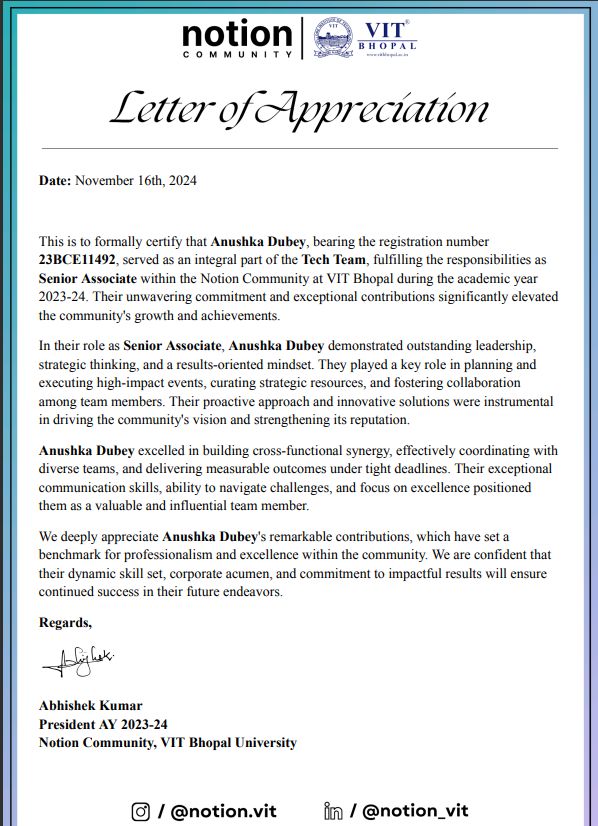 notion
COMMUNITY
VIT
VIT®
BHOPAL
www.vitbhopal.ac.in
Letter of Appreciation
Date: November 16th, 2024
This is to formally certify that Anushka Dubey, bearing the registration number
23BCE11492, served as an integral part of the Tech Team, fulfilling the responsibilities as
Senior Associate within the Notion Community at VIT Bhopal during the academic year
2023-24. Their unwavering commitment and exceptional contributions significantly elevated
the community's growth and achievements.
In their role as Senior Associate, Anushka Dubey demonstrated outstanding leadership,
strategic thinking, and a results-oriented mindset. They played a key role in planning and
executing high-impact events, curating strategic resources, and fostering collaboration
among team members. Their proactive approach and innovative solutions were instrumental
in driving the community's vision and strengthening its reputation.
Anushka Dubey excelled in building cross-functional synergy, effectively coordinating with
diverse teams, and delivering measurable outcomes under tight deadlines. Their exceptional
communication skills, ability to navigate challenges, and focus on excellence positioned
them as a valuable and influential team member.
We deeply appreciate Anushka Dubey's remarkable contributions, which have set a
benchmark for professionalism and excellence within the community. We are confident that
their dynamic skill set, corporate acumen, and commitment to impactful results will ensure
continued success in their future endeavors.
Regards,
Abhishek
Abhishek Kumar
President AY 2023-24
Notion Community, VIT Bhopal University
/ @notion.vit
in / @notion_vit